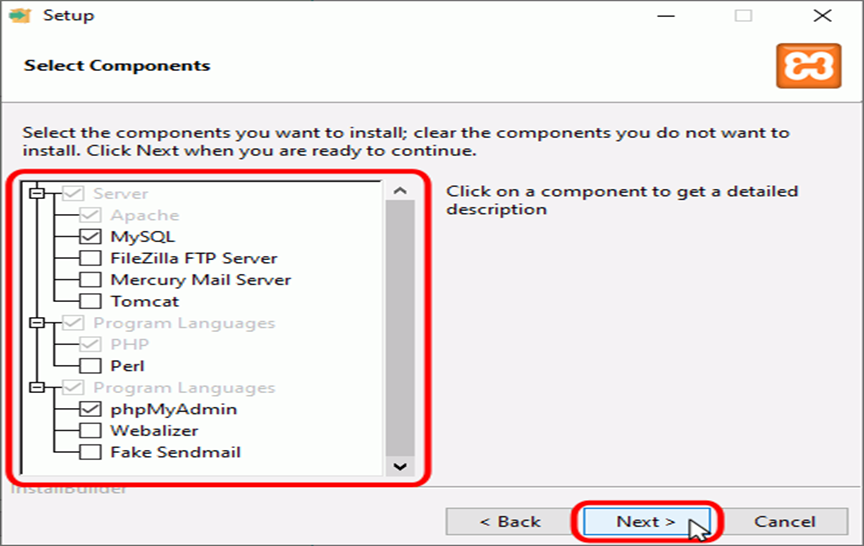 Setup
Select Components
Select the components you want to install; clear the components you do not want to
install. Click Next when you are ready to continue.
Server
Apache
MySQL
FileZilla FTP Server
Mercury Mail Server
Tomcat
Program Languages
PHP
Perl
Program Languages
phpMyAdmin
Webalizer
Fake Sendmail
Click on a component to get a detailed
description
InstallBuilder
< Back
Next >
Cancel